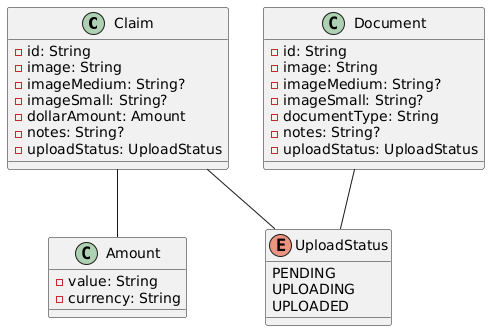 C Claim
id: String
image: String
imageMedium: String?
imageSmall: String?
dollarAmount: Amount
notes: String?
uploadStatus: UploadStatus
C Document
id: String
image: String
imageMedium: String?
imageSmall: String?
documentType: String
notes: String?
uploadStatus: UploadStatus
C Amount
value: String
currency: String
E UploadStatus
PENDING
UPLOADING
UPLOADED